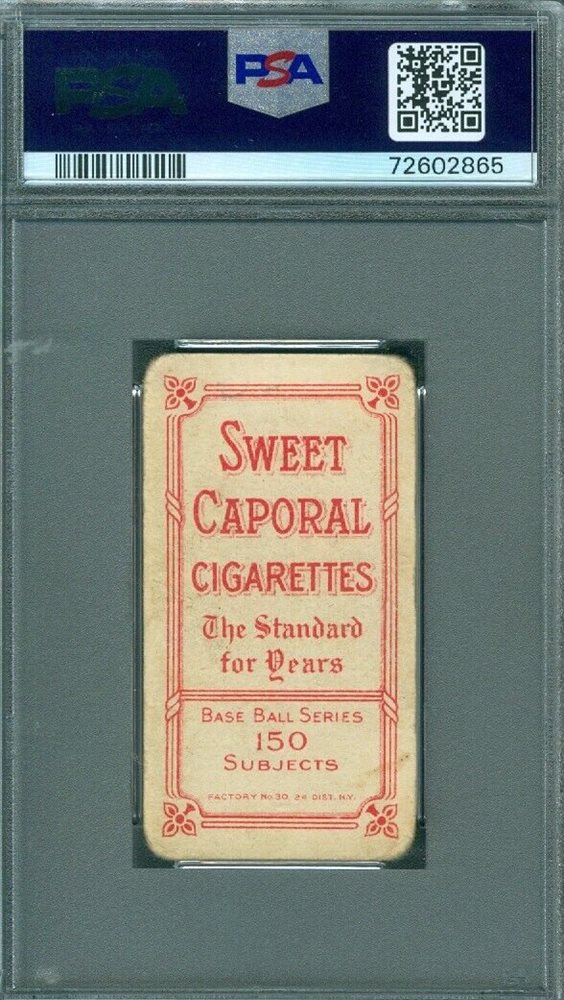 PSA
PSA
72602865
SWEET
CAPORAL
CIGARETTES
The Standard
for Years
BASE BALL SERIES
150
SUBJECTS
FACTORY No 30, 2d DIST. N.Y.